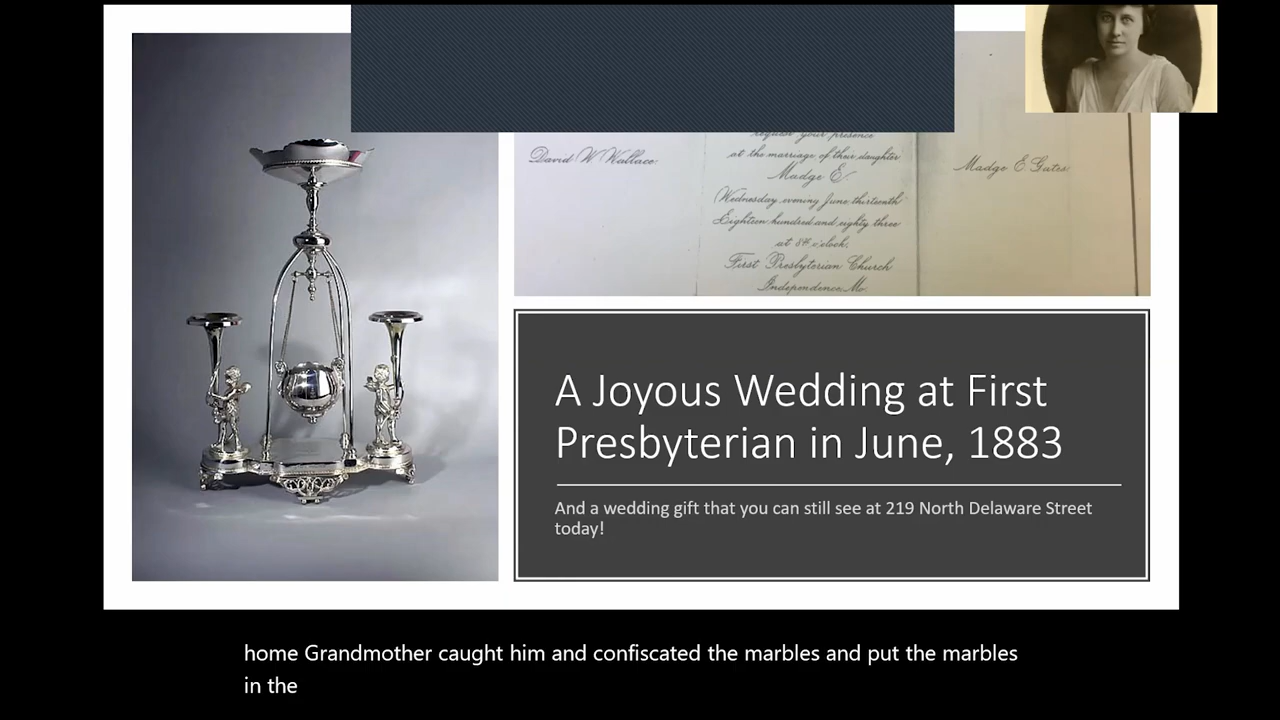 request your presence
David W Wallace
at the marriage of their daughter
Madge E.
Madge E. Gates.
Wednesday evening June thirteenth
Eighteen hundred and eighty three
at 8½ o'clock.
First Presbyterian Church
Independence, Mo.
A Joyous Wedding at First
Presbyterian in June, 1883
And a wedding gift that you can still see at 219 North Delaware Street
today!
home Grandmother caught him and confiscated the marbles and put the marbles
in the